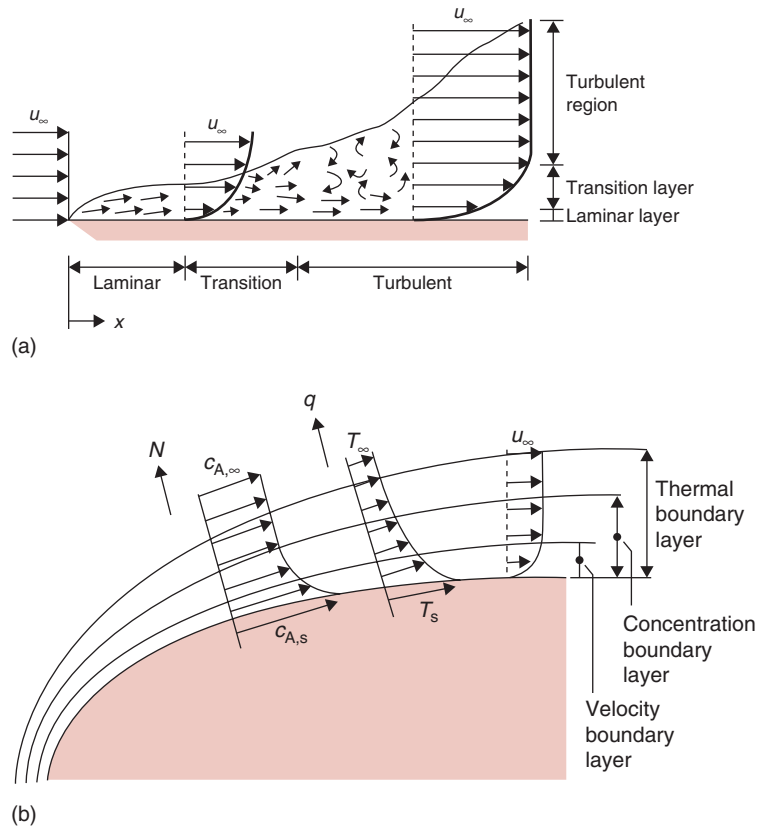 u∞
u∞
u∞
Turbulent
region
Transition layer
Laminar layer
Laminar
Transition
Turbulent
x
(a)
N
q
cA,∞
T∞
u∞
cA,s
Ts
Thermal
boundary
layer
Concentration
boundary
layer
Velocity
boundary
layer
(b)